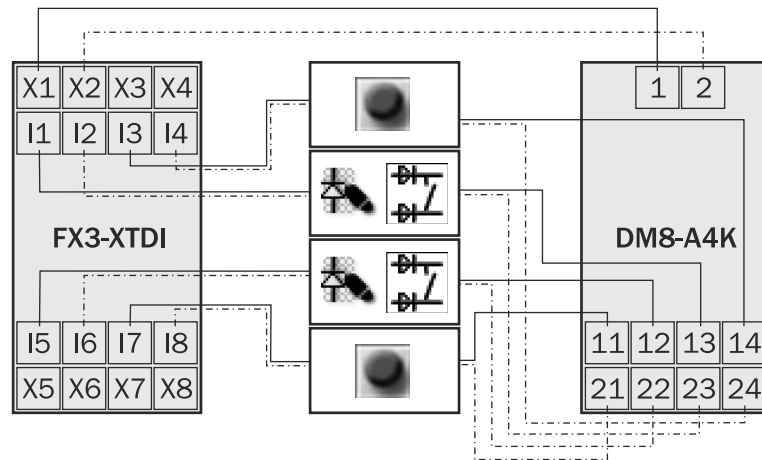 X1 X2 X3 X4
1 2
I1 I2 I3 I4
FX3-XTDI
DM8-A4K
I5 I6 I7 I8
11 12 13 14
X5 X6 X7 X8
21 22 23 24